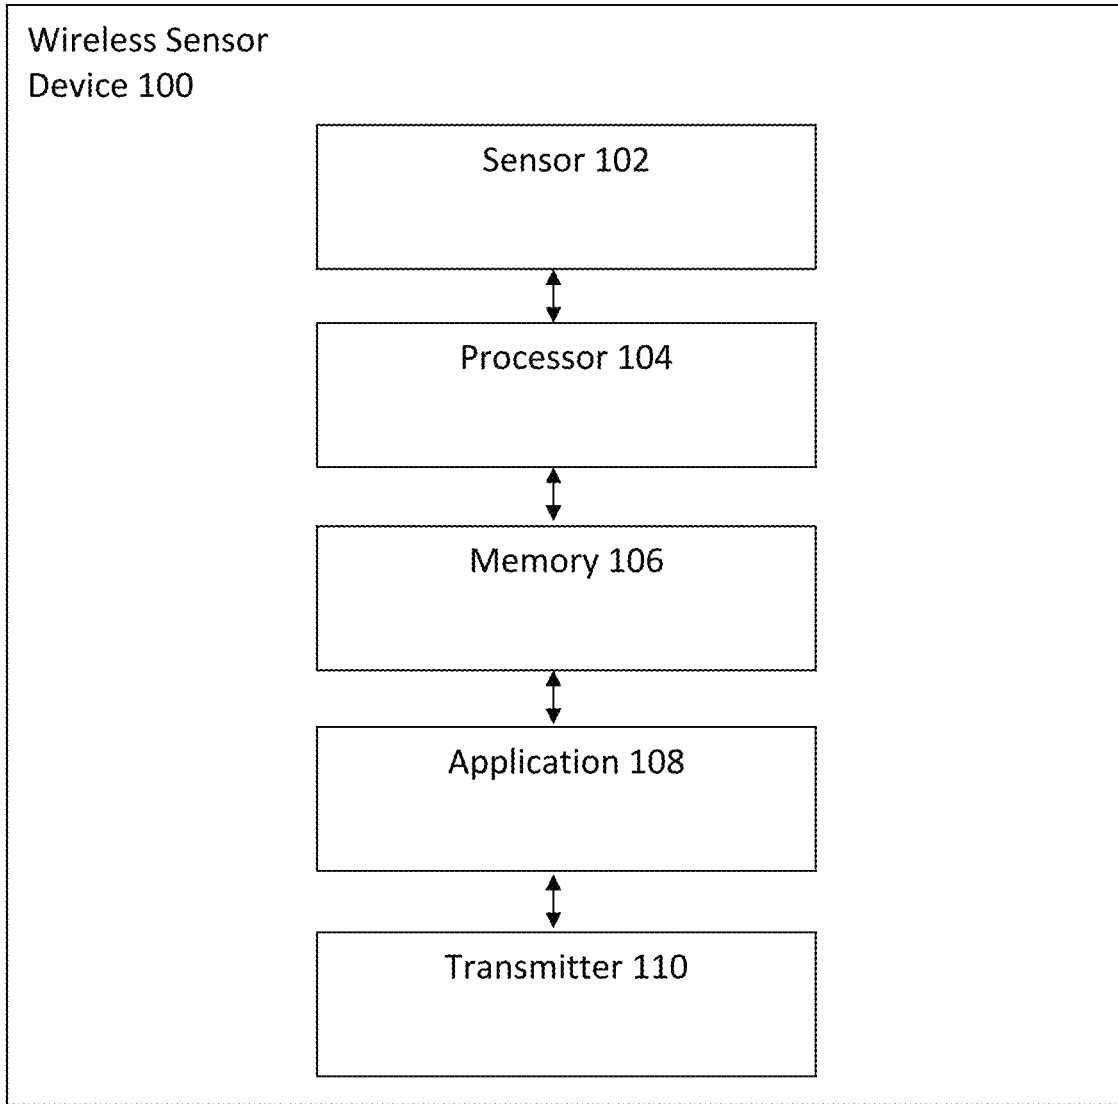 Wireless Sensor
Device 100
Sensor 102
Processor 104
Memory 106
Application 108
Transmitter 110